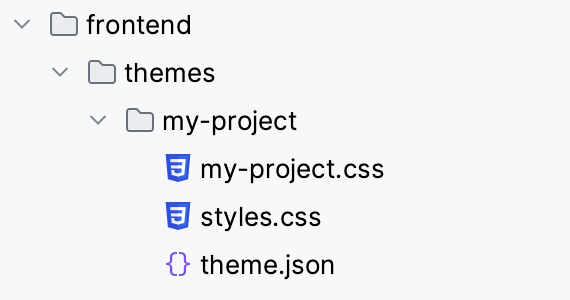 frontend
themes
my-project
my-project.css
styles.css
theme.json